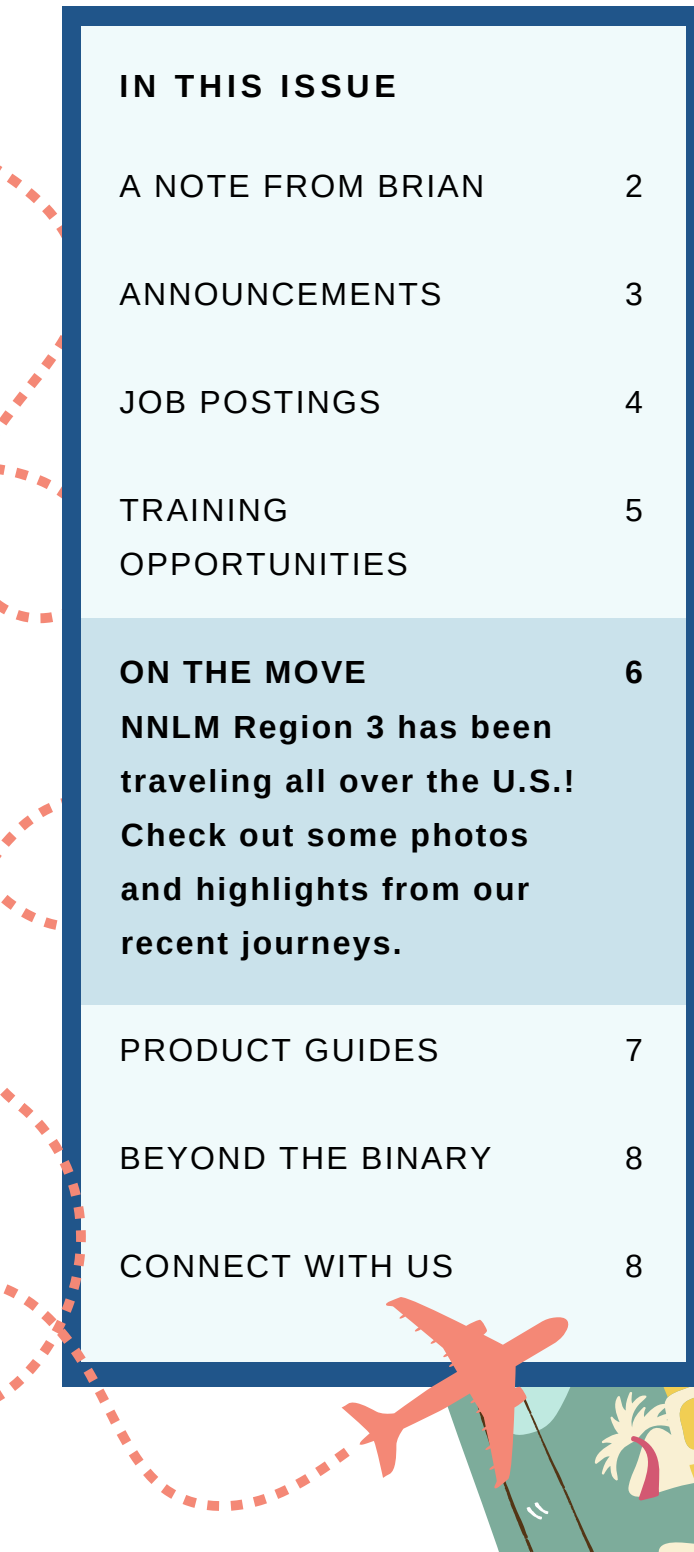 IN THIS ISSUE
A NOTE FROM BRIAN 2
ANNOUNCEMENTS 3
JOB POSTINGS 4
TRAINING 5
OPPORTUNITIES
ON THE MOVE 6
NNLM Region 3 has been
traveling all over the U.S.!
Check out some photos
and highlights from our
recent journeys.
PRODUCT GUIDES 7
BEYOND THE BINARY 8
CONNECT WITH US 8